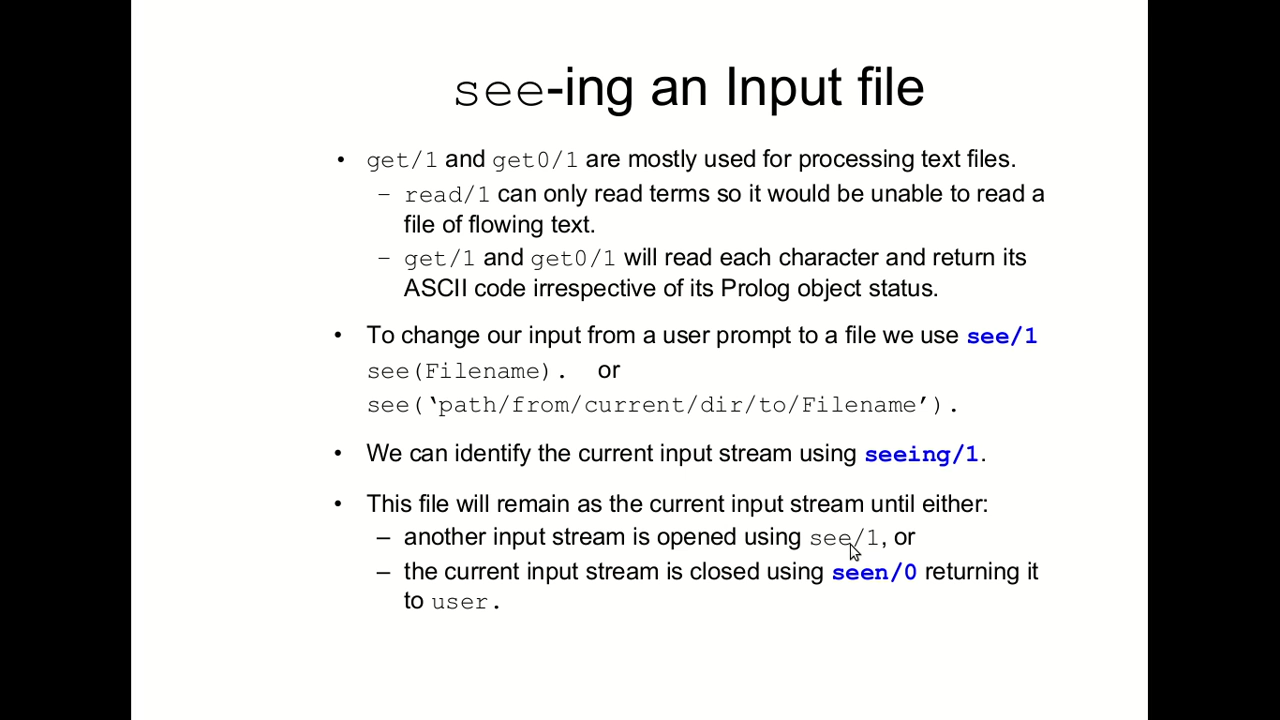 see-ing an Input file
• get/1 and get0/1 are mostly used for processing text files.
– read/1 can only read terms so it would be unable to read a
file of flowing text.
– get/1 and get0/1 will read each character and return its
ASCII code irrespective of its Prolog object status.
• To change our input from a user prompt to a file we use see/1
see(Filename). or
see(‘path/from/current/dir/to/Filename’).
• We can identify the current input stream using seeing/1.
• This file will remain as the current input stream until either:
– another input stream is opened using see/1, or
– the current input stream is closed using seen/0 returning it
to user.